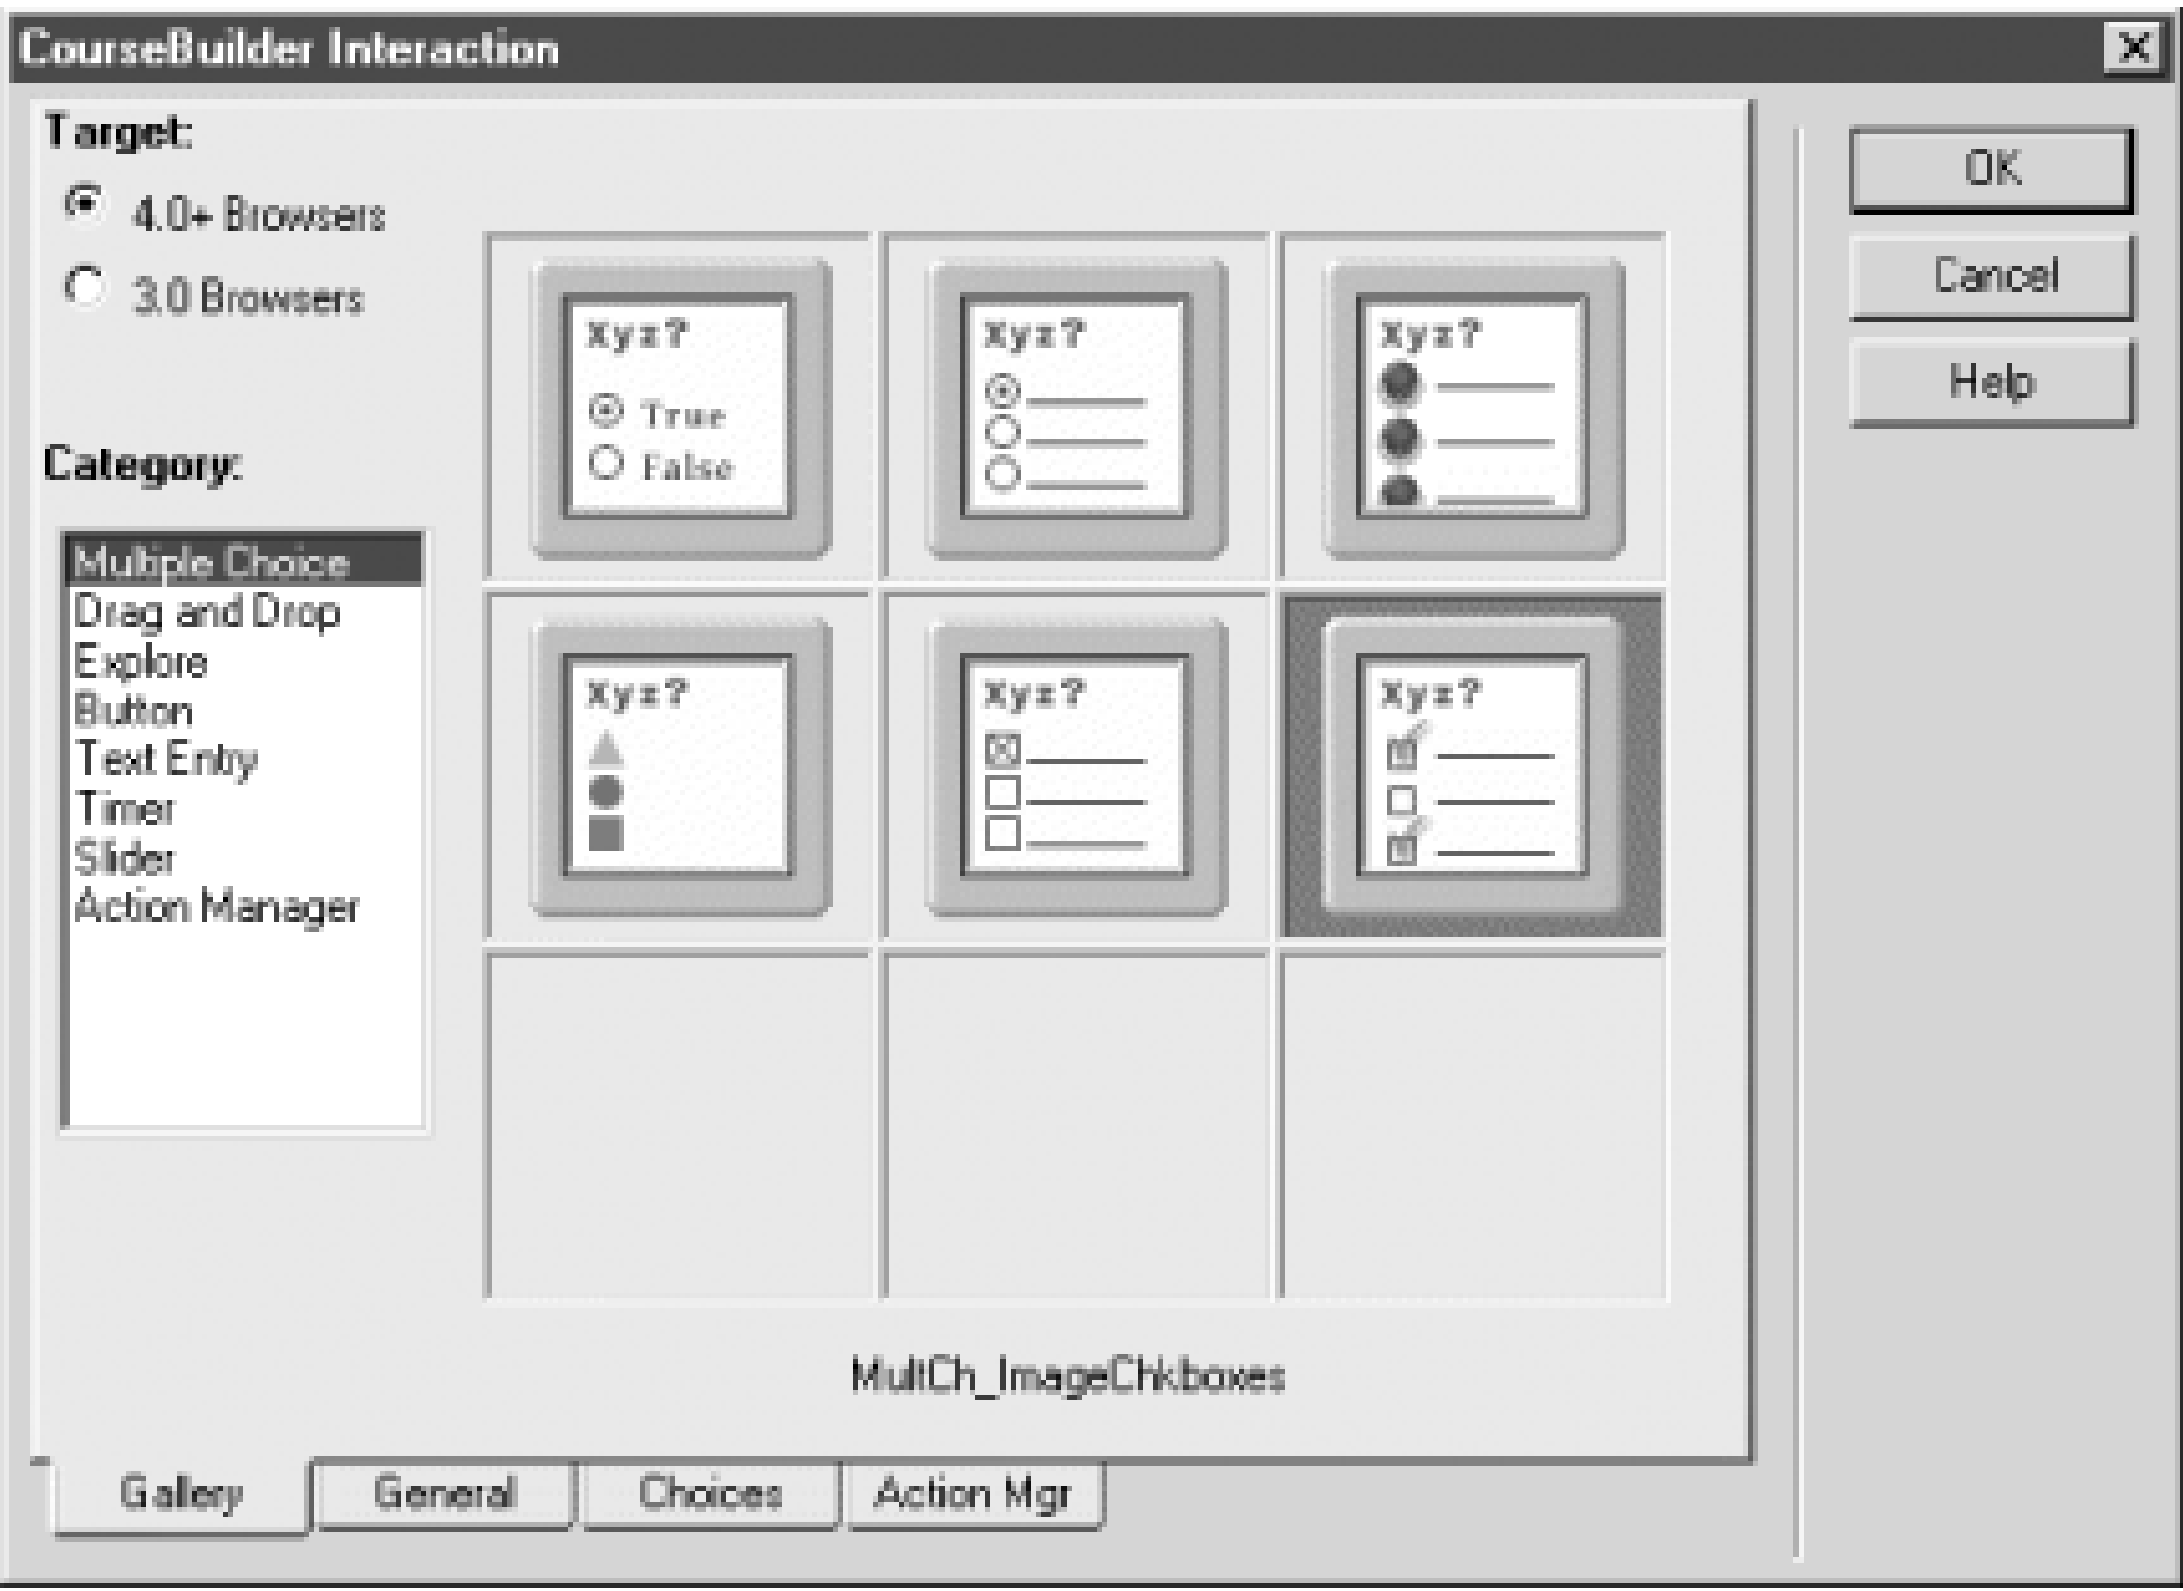 CourseBuilder Interaction
X
Target:
4.0+ Browsers
3.0 Browsers
Category:
Multiple Choice
Drag and Drop
Explore
Button
Text Entry
Timer
Slider
Action Manager
Xyz?
True
False
Xyz?
Xyz?
Xyz?
Xyz?
Xyz?
MultCh_ImageChkboxes
OK
Cancel
Help
Gallery
General
Choices
Action Mgr